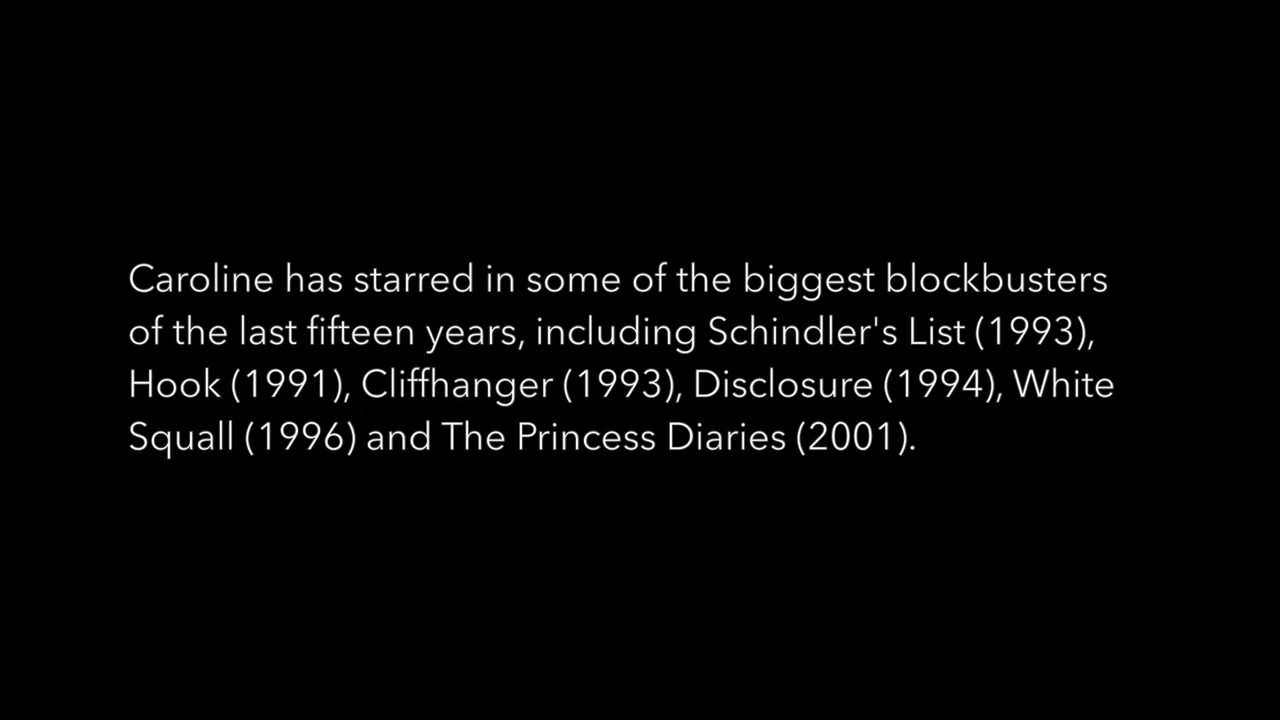 Caroline has starred in some of the biggest blockbusters
of the last fifteen years, including Schindler's List (1993),
Hook (1991), Cliffhanger (1993), Disclosure (1994), White
Squall (1996) and The Princess Diaries (2001).